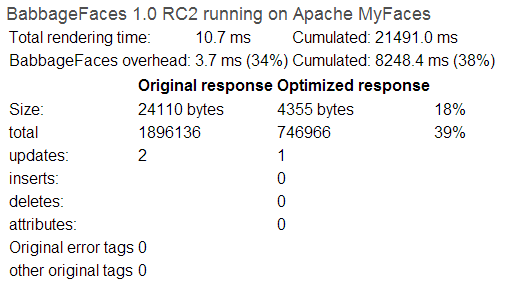 BabbageFaces 1.0 RC2 running on Apache MyFaces
Total rendering time: 10.7 ms Cumulated: 21491.0 ms
BabbageFaces overhead: 3.7 ms (34%) Cumulated: 8248.4 ms (38%)
Original response Optimized response
Size: 24110 bytes 4355 bytes 18%
total 1896136 746966 39%
updates: 2 1
inserts: 0
deletes: 0
attributes: 0
Original error tags 0
other original tags 0